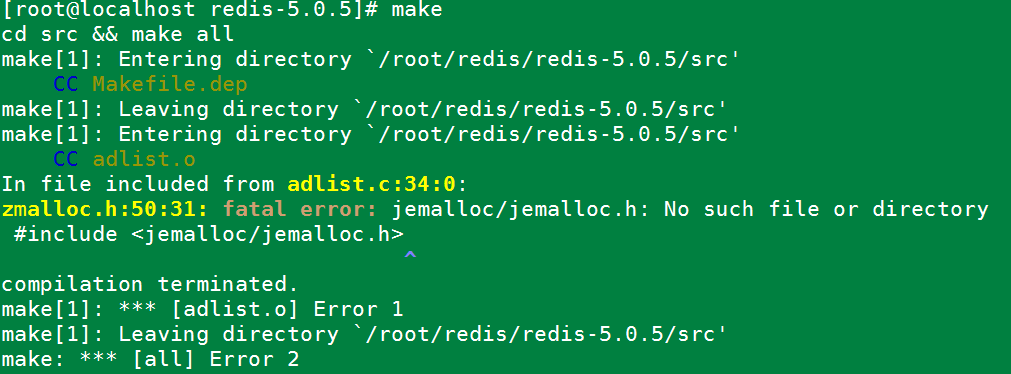 [root@localhost redis-5.0.5]# make
cd src && make all
make[1]: Entering directory `/root/redis/redis-5.0.5/src'
    CC Makefile.dep
make[1]: Leaving directory `/root/redis/redis-5.0.5/src'
make[1]: Entering directory `/root/redis/redis-5.0.5/src'
    CC adlist.o
In file included from adlist.c:34:0:
zmalloc.h:50:31: fatal error: jemalloc/jemalloc.h: No such file or directory
 #include <jemalloc/jemalloc.h>
                               ^
compilation terminated.
make[1]: *** [adlist.o] Error 1
make[1]: Leaving directory `/root/redis/redis-5.0.5/src'
make: *** [all] Error 2